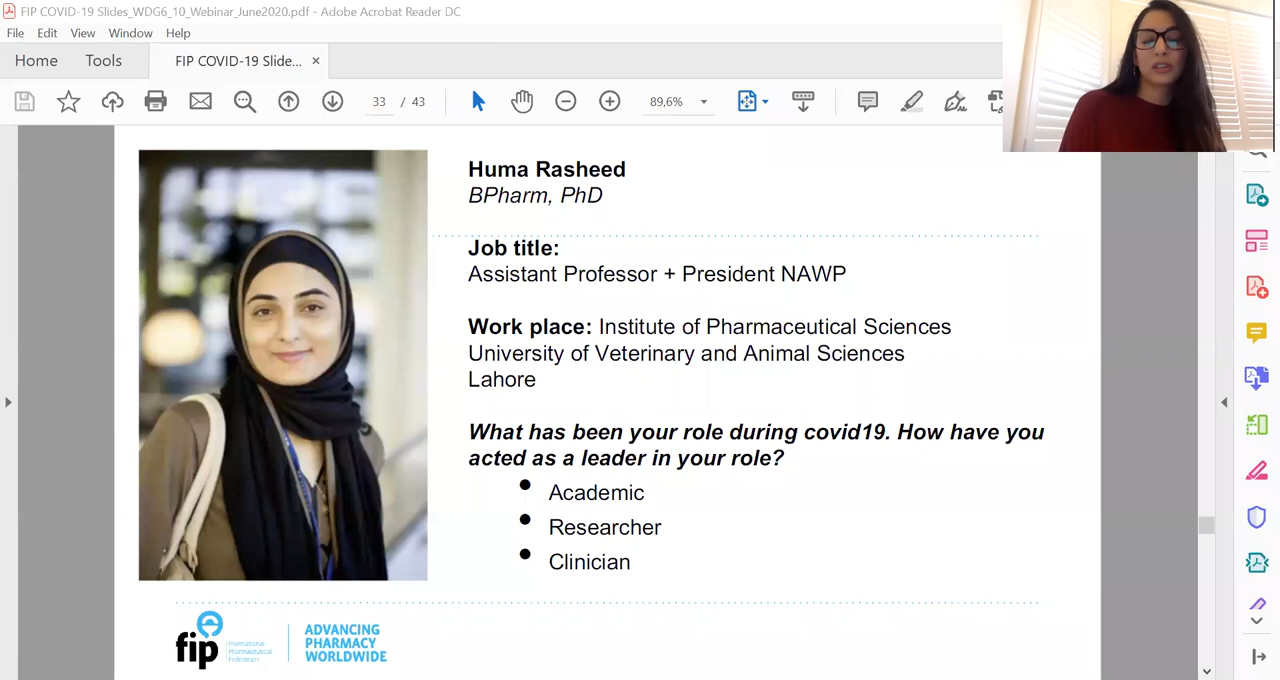 FIP COVID-19 Slides_WDG6_10_Webinar_June2020.pdf - Adobe Acrobat Reader DC
File Edit View Window Help
Home Tools FIP COVID-19 Slide... ×
33 / 43 89,6%
Huma Rasheed
BPharm, PhD
Job title:
Assistant Professor + President NAWP
Work place: Institute of Pharmaceutical Sciences
University of Veterinary and Animal Sciences
Lahore
What has been your role during covid19. How have you
acted as a leader in your role?
• Academic
• Researcher
• Clinician
fip
International
Pharmaceutical
Federation
ADVANCING
PHARMACY
WORLDWIDE